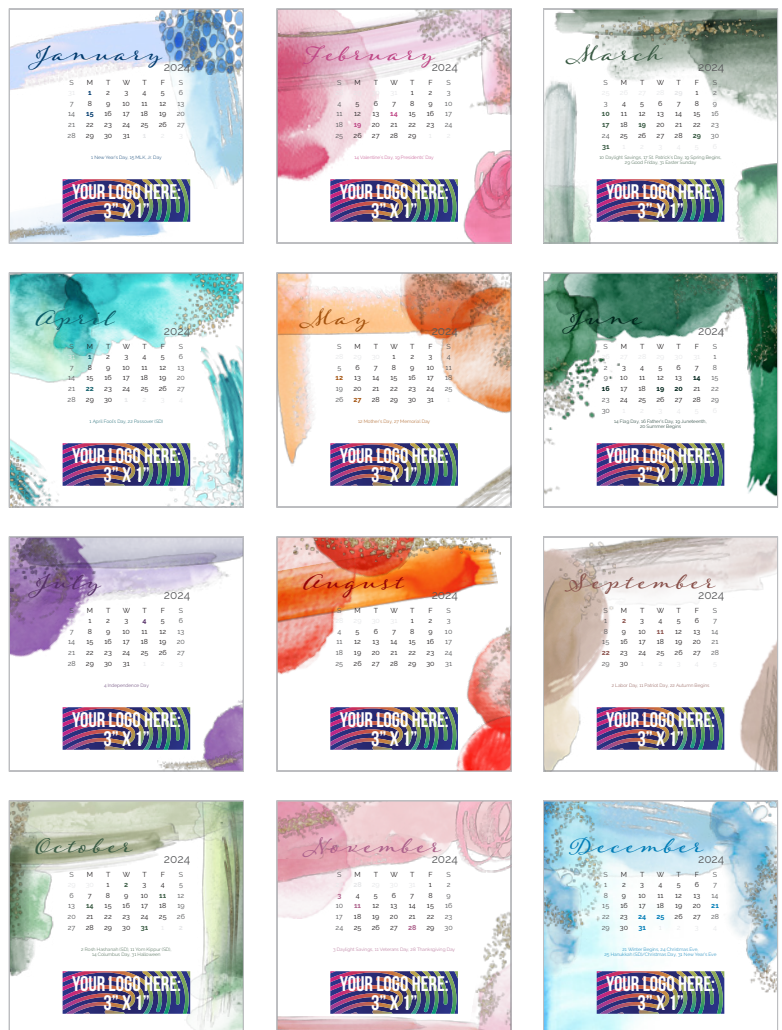 January
2024
S M T W T F S
1 2 3 4 5 6
7 8 9 10 11 12 13
14 15 16 17 18 19 20
21 22 23 24 25 26 27
28 29 30 31
1 New Year's Day, 15 MLK Jr. Day
YOUR LOGO HERE:
3" X 1"
February
2024
S M T W T F S
1 2 3
4 5 6 7 8 9 10
11 12 13 14 15 16 17
18 19 20 21 22 23 24
25 26 27 28 29
14 Valentine's Day, 19 Presidents' Day
YOUR LOGO HERE:
3" X 1"
March
2024
S M T W T F S
1 2
3 4 5 6 7 8 9
10 11 12 13 14 15 16
17 18 19 20 21 22 23
24 25 26 27 28 29 30
31
10 Daylight Savings, 17 St. Patrick's Day, 19 Spring Begins,
29 Good Friday, 31 Easter Sunday
YOUR LOGO HERE:
3" X 1"
April
2024
S M T W T F S
1 2 3 4 5 6
7 8 9 10 11 12 13
14 15 16 17 18 19 20
21 22 23 24 25 26 27
28 29 30
1 April Fool's Day, 22 Passover (SD)
YOUR LOGO HERE:
3" X 1"
May
2024
S M T W T F S
1 2 3 4
5 6 7 8 9 10 11
12 13 14 15 16 17 18
19 20 21 22 23 24 25
26 27 28 29 30 31
12 Mother's Day, 27 Memorial Day
YOUR LOGO HERE:
3" X 1"
June
2024
S M T W T F S
1
2 3 4 5 6 7 8
9 10 11 12 13 14 15
16 17 18 19 20 21 22
23 24 25 26 27 28 29
30
14 Flag Day, 16 Father's Day, 19 Juneteenth,
20 Summer Begins
YOUR LOGO HERE:
3" X 1"
July
2024
S M T W T F S
1 2 3 4 5 6
7 8 9 10 11 12 13
14 15 16 17 18 19 20
21 22 23 24 25 26 27
28 29 30 31
4 Independence Day
YOUR LOGO HERE:
3" X 1"
August
2024
S M T W T F S
1 2 3
4 5 6 7 8 9 10
11 12 13 14 15 16 17
18 19 20 21 22 23 24
25 26 27 28 29 30 31
YOUR LOGO HERE:
3" X 1"
September
2024
S M T W T F S
1 2 3 4 5 6 7
8 9 10 11 12 13 14
15 16 17 18 19 20 21
22 23 24 25 26 27 28
29 30
2 Labor Day, 11 Patriot Day, 22 Autumn Begins
YOUR LOGO HERE:
3" X 1"
October
2024
S M T W T F S
1 2 3 4 5
6 7 8 9 10 11 12
13 14 15 16 17 18 19
20 21 22 23 24 25 26
27 28 29 30 31
2 Rosh Hashanah (SD), 11 Yom Kippur (SD),
14 Columbus Day, 31 Halloween
YOUR LOGO HERE:
3" X 1"
November
2024
S M T W T F S
1 2
3 4 5 6 7 8 9
10 11 12 13 14 15 16
17 18 19 20 21 22 23
24 25 26 27 28 29 30
3 Daylight Savings, 11 Veterans Day, 28 Thanksgiving Day
YOUR LOGO HERE:
3" X 1"
December
2024
S M T W T F S
1 2 3 4 5 6 7
8 9 10 11 12 13 14
15 16 17 18 19 20 21
22 23 24 25 26 27 28
29 30 31
21 Winter Begins, 24 Christmas Eve,
25 Hanukkah (SD)/Christmas Day, 31 New Year's Eve
YOUR LOGO HERE:
3" X 1"